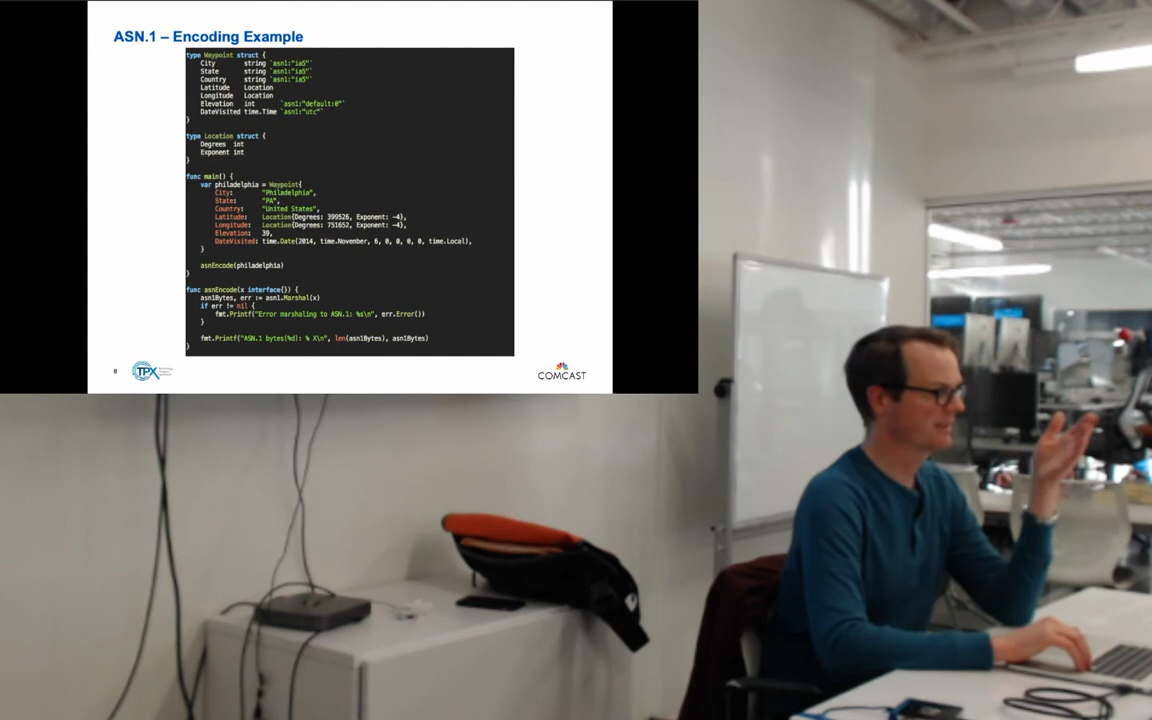 ASN.1 – Encoding Example
type Waypoint struct {
City string `asn1:"ia5"`
State string `asn1:"ia5"`
Country string `asn1:"ia5"`
Latitude Location
Longitude Location
Elevation int `asn1:"default:0"`
DateVisited time.Time `asn1:"utc"`
}
type Location struct {
Degrees int
Exponent int
}
func main() {
var philadelphia = Waypoint{
City: "Philadelphia",
State: "PA",
Country: "United States",
Latitude: Location{Degrees: 399526, Exponent: -4},
Longitude: Location{Degrees: 751652, Exponent: -4},
Elevation: 39,
DateVisited: time.Date(2014, time.November, 6, 0, 0, 0, 0, time.Local),
}
asnEncode(philadelphia)
}
func asnEncode(x interface{}) {
asn1Bytes, err := asn1.Marshal(x)
if err != nil {
fmt.Printf("Error marshaling to ASN.1: %s\n", err.Error())
}
fmt.Printf("ASN.1 bytes(%d): % X\n", len(asn1Bytes), asn1Bytes)
}
8
TPX
COMCAST